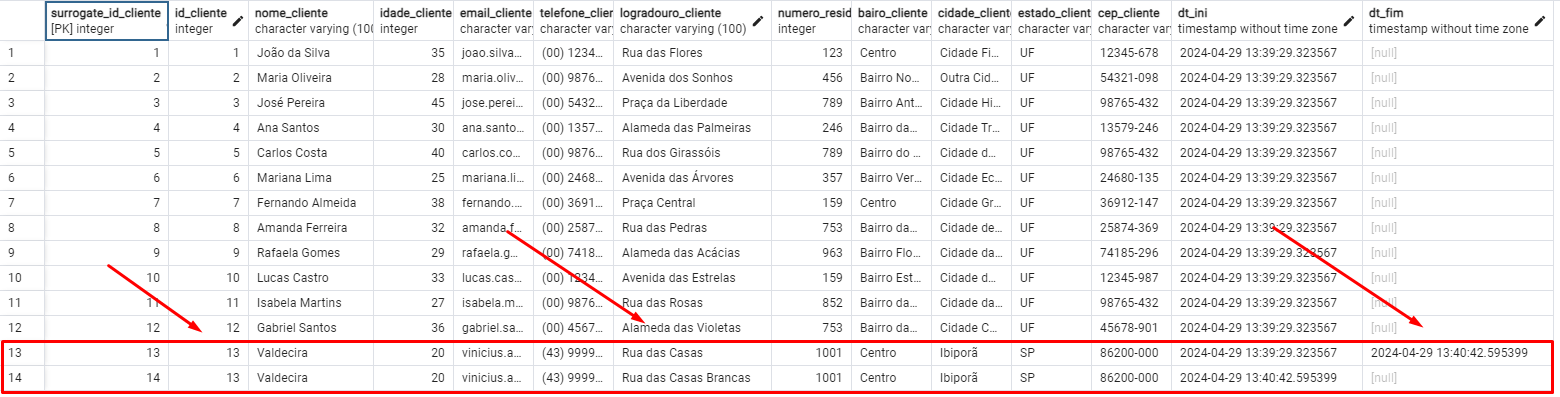 surrogate_id_cliente id_cliente nome_cliente idade_cliente email_cliente telefone_clien logradouro_cliente numero_resid bairo_cliente cidade_client estado_client cep_cliente dt_ini dt_fim
[PK] integer integer character varying (100 integer character vary character vary character varying (100) integer character vary character vary character vary character vary timestamp without time zone timestamp without time zone
1 1 1 João da Silva 35 joao.silva... (00) 1234... Rua das Flores 123 Centro Cidade Fi... UF 12345-678 2024-04-29 13:39:29.323567 [null]
2 2 2 Maria Oliveira 28 maria.oliv... (00) 9876... Avenida dos Sonhos 456 Bairro No... Outra Cid... UF 54321-098 2024-04-29 13:39:29.323567 [null]
3 3 3 José Pereira 45 jose.perei... (00) 5432... Praça da Liberdade 789 Bairro Ant... Cidade Hi... UF 98765-432 2024-04-29 13:39:29.323567 [null]
4 4 4 Ana Santos 30 ana.santo... (00) 1357... Alameda das Palmeiras 246 Bairro da... Cidade Tr... UF 13579-246 2024-04-29 13:39:29.323567 [null]
5 5 5 Carlos Costa 40 carlos.co... (00) 9876... Rua dos Girassóis 789 Bairro do ... Cidade d... UF 98765-432 2024-04-29 13:39:29.323567 [null]
6 6 6 Mariana Lima 25 mariana.li... (00) 2468... Avenida das Árvores 357 Bairro Ver... Cidade Ec... UF 24680-135 2024-04-29 13:39:29.323567 [null]
7 7 7 Fernando Almeida 38 fernando.... (00) 3691... Praça Central 159 Centro Cidade Gr... UF 36912-147 2024-04-29 13:39:29.323567 [null]
8 8 8 Amanda Ferreira 32 amanda.f... (00) 2587... Rua das Pedras 753 Bairro da... Cidade de... UF 25874-369 2024-04-29 13:39:29.323567 [null]
9 9 9 Rafaela Gomes 29 rafaela.g... (00) 7418... Alameda das Acácias 963 Bairro Flo... Cidade da... UF 74185-296 2024-04-29 13:39:29.323567 [null]
10 10 10 Lucas Castro 33 lucas.cas... (00) 1234... Avenida das Estrelas 159 Bairro Est... Cidade d... UF 12345-987 2024-04-29 13:39:29.323567 [null]
11 11 11 Isabela Martins 27 isabela.m... (00) 9876... Rua das Rosas 852 Bairro da... Cidade da... UF 98765-432 2024-04-29 13:39:29.323567 [null]
12 12 12 Gabriel Santos 36 gabriel.sa... (00) 4567... Alameda das Violetas 753 Bairro da... Cidade C... UF 45678-901 2024-04-29 13:39:29.323567 [null]
13 13 13 Valdecira 20 vinicius.a... (43) 9999... Rua das Casas 1001 Centro Ibiporã SP 86200-000 2024-04-29 13:39:29.323567 2024-04-29 13:40:42.595399
14 14 13 Valdecira 20 vinicius.a... (43) 9999... Rua das Casas Brancas 1001 Centro Ibiporã SP 86200-000 2024-04-29 13:40:42.595399 [null]